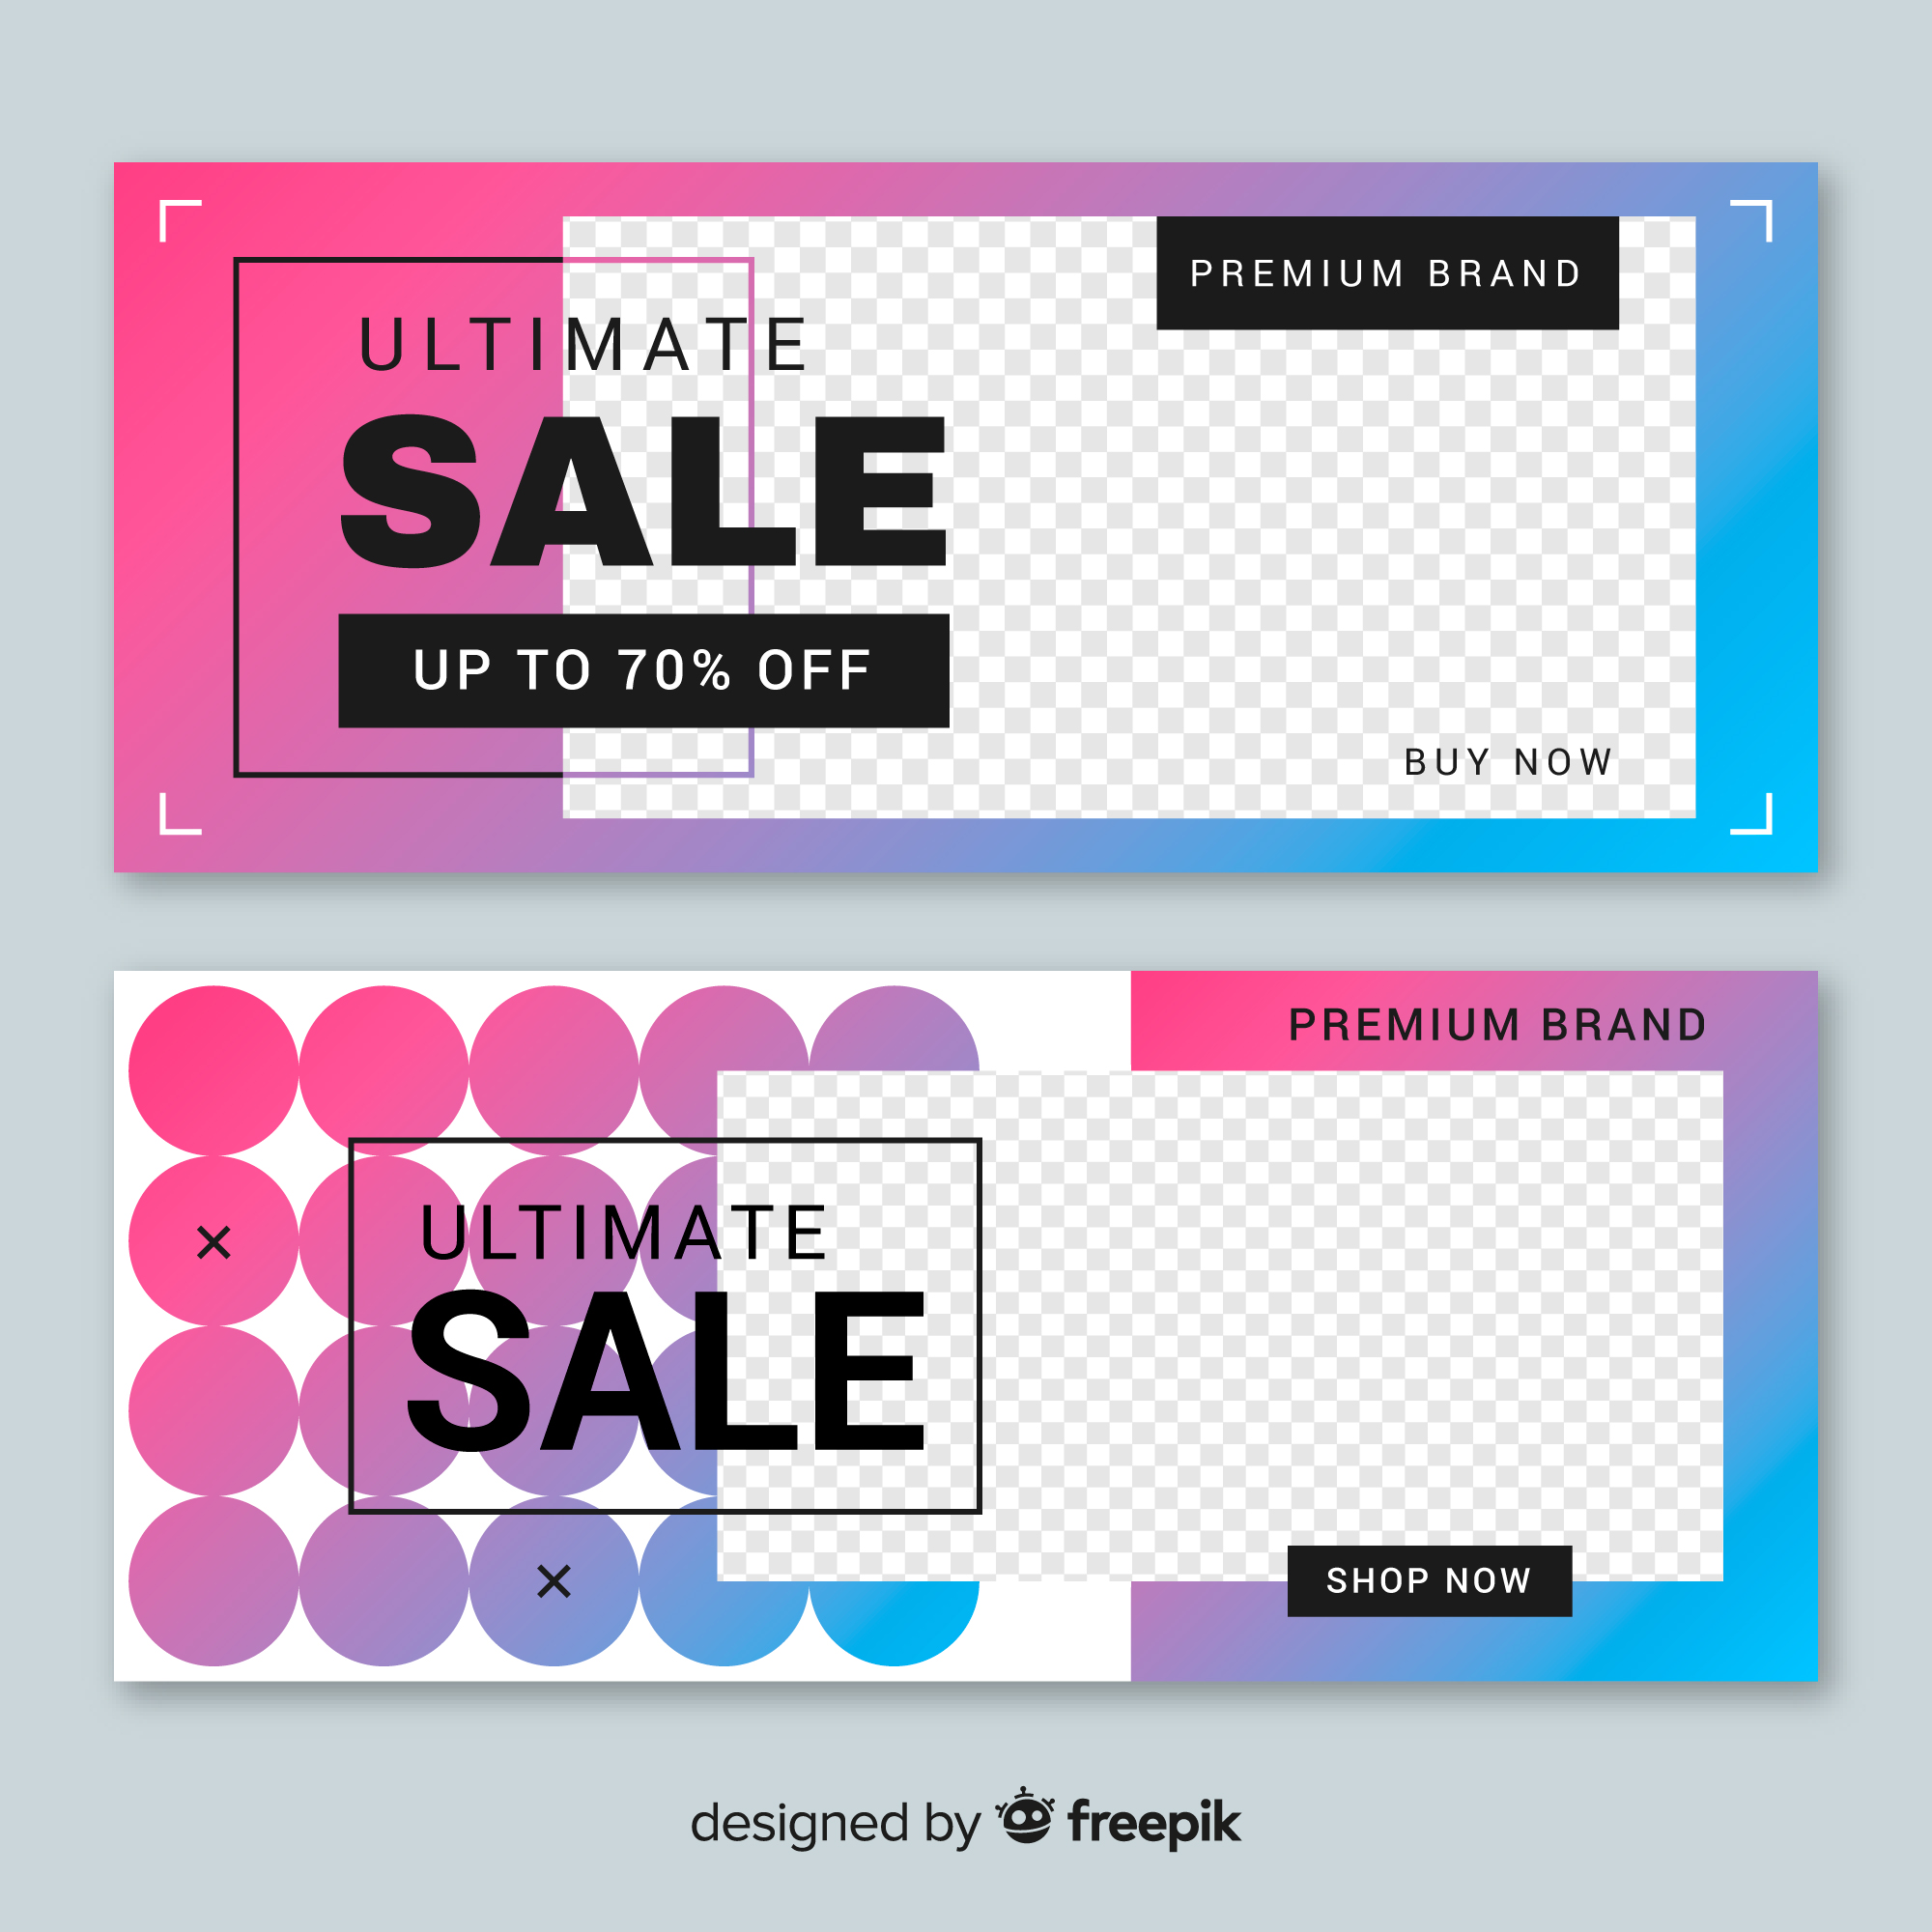 PREMIUM BRAND
ULTIMATE
SALE
UP TO 70% OFF
BUY NOW
PREMIUM BRAND
ULTIMATE
SALE
SHOP NOW
designed by freepik